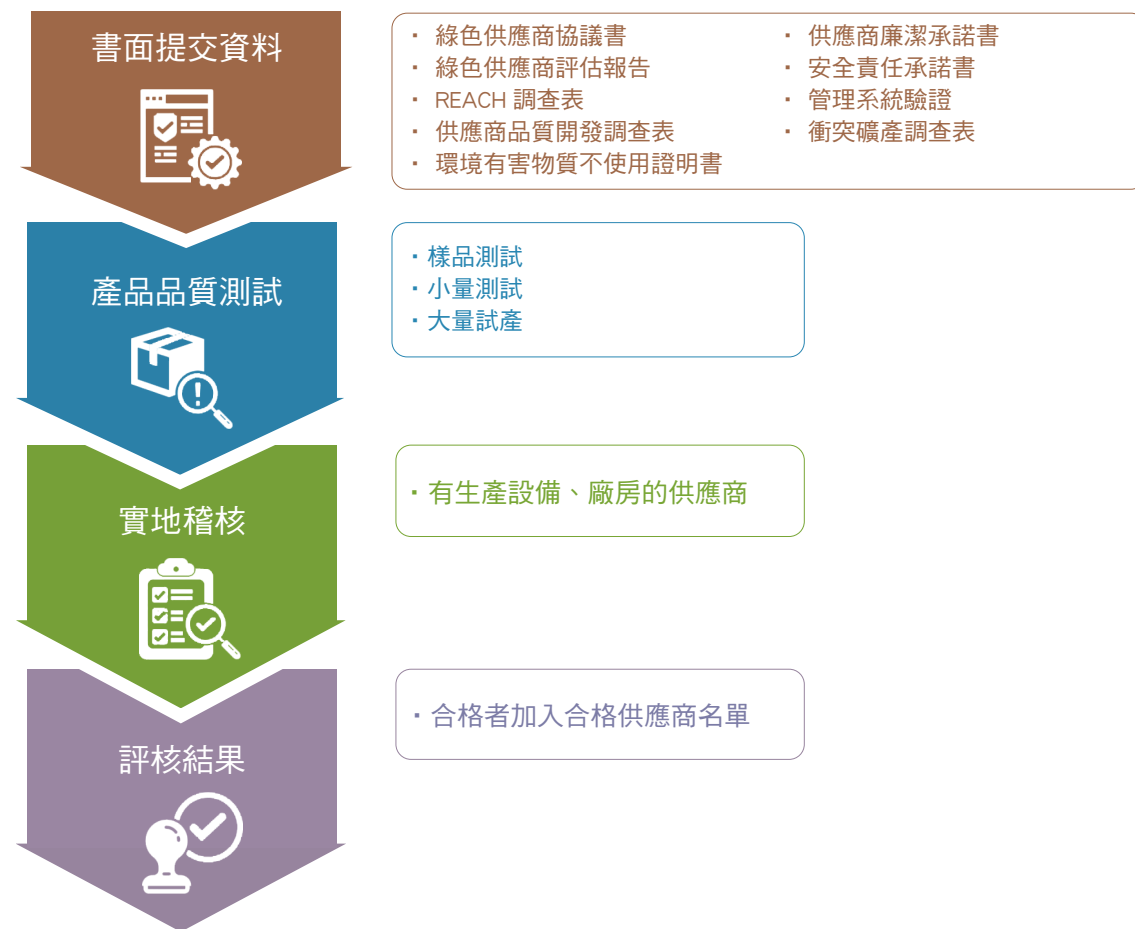 書面提交資料
・ 綠色供應商協議書
・ 綠色供應商評估報告
・ REACH 調查表
・ 供應商品質開發調查表
・ 環境有害物質不使用證明書
・ 供應商廉潔承諾書
・ 安全責任承諾書
・ 管理系統驗證
・ 衝突礦產調查表
產品品質測試
・樣品測試
・小量測試
・大量試產
實地稽核
・有生產設備、廠房的供應商
評核結果
・合格者加入合格供應商名單